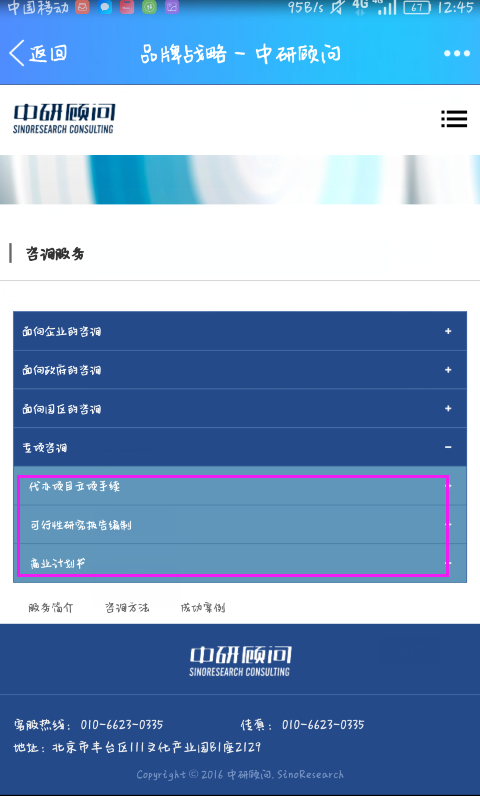 中国移动 95B/s 4G 4G 67 12:45
返回 品牌战略 - 中研顾问
中研顾问
SINORESEARCH CONSULTING
咨询服务
面向企业的咨询 +
面向政府的咨询 +
面向园区的咨询 +
专项咨询 -
代办项目立项手续
可行性研究报告编制
商业计划书
服务简介 咨询方法 成功案例
中研顾问
SINORESEARCH CONSULTING
客服热线： 010-6623-0335 传真： 010-6623-0335
地址：北京市丰台区111文化产业园B1座2129
Copyright © 2016 中研顾问. SinoResearch